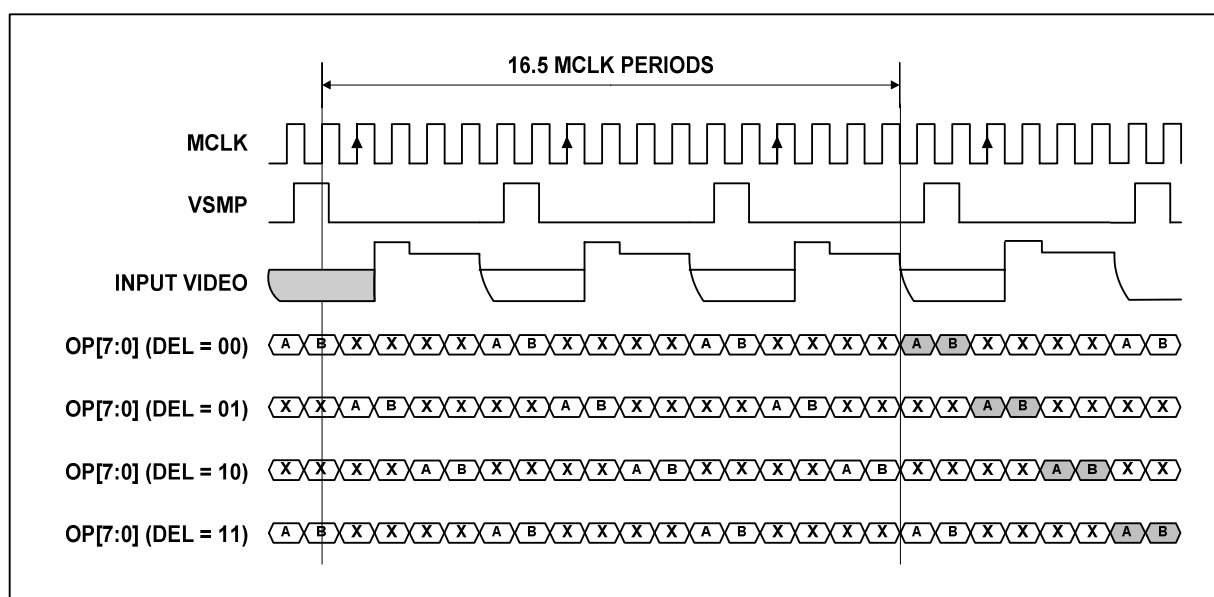 16.5 MCLK PERIODS
MCLK
VSMP
INPUT VIDEO
OP[7:0] (DEL = 00) A B X X X X A B X X X X A B X X X X A B X X X X A B
OP[7:0] (DEL = 01) X X A B X X X X A B X X X X A B X X X X A B X X X X
OP[7:0] (DEL = 10) X X X X A B X X X X A B X X X X A B X X X X A B X X
OP[7:0] (DEL = 11) A B X X X X A B X X X X A B X X X X A B X X X X A B